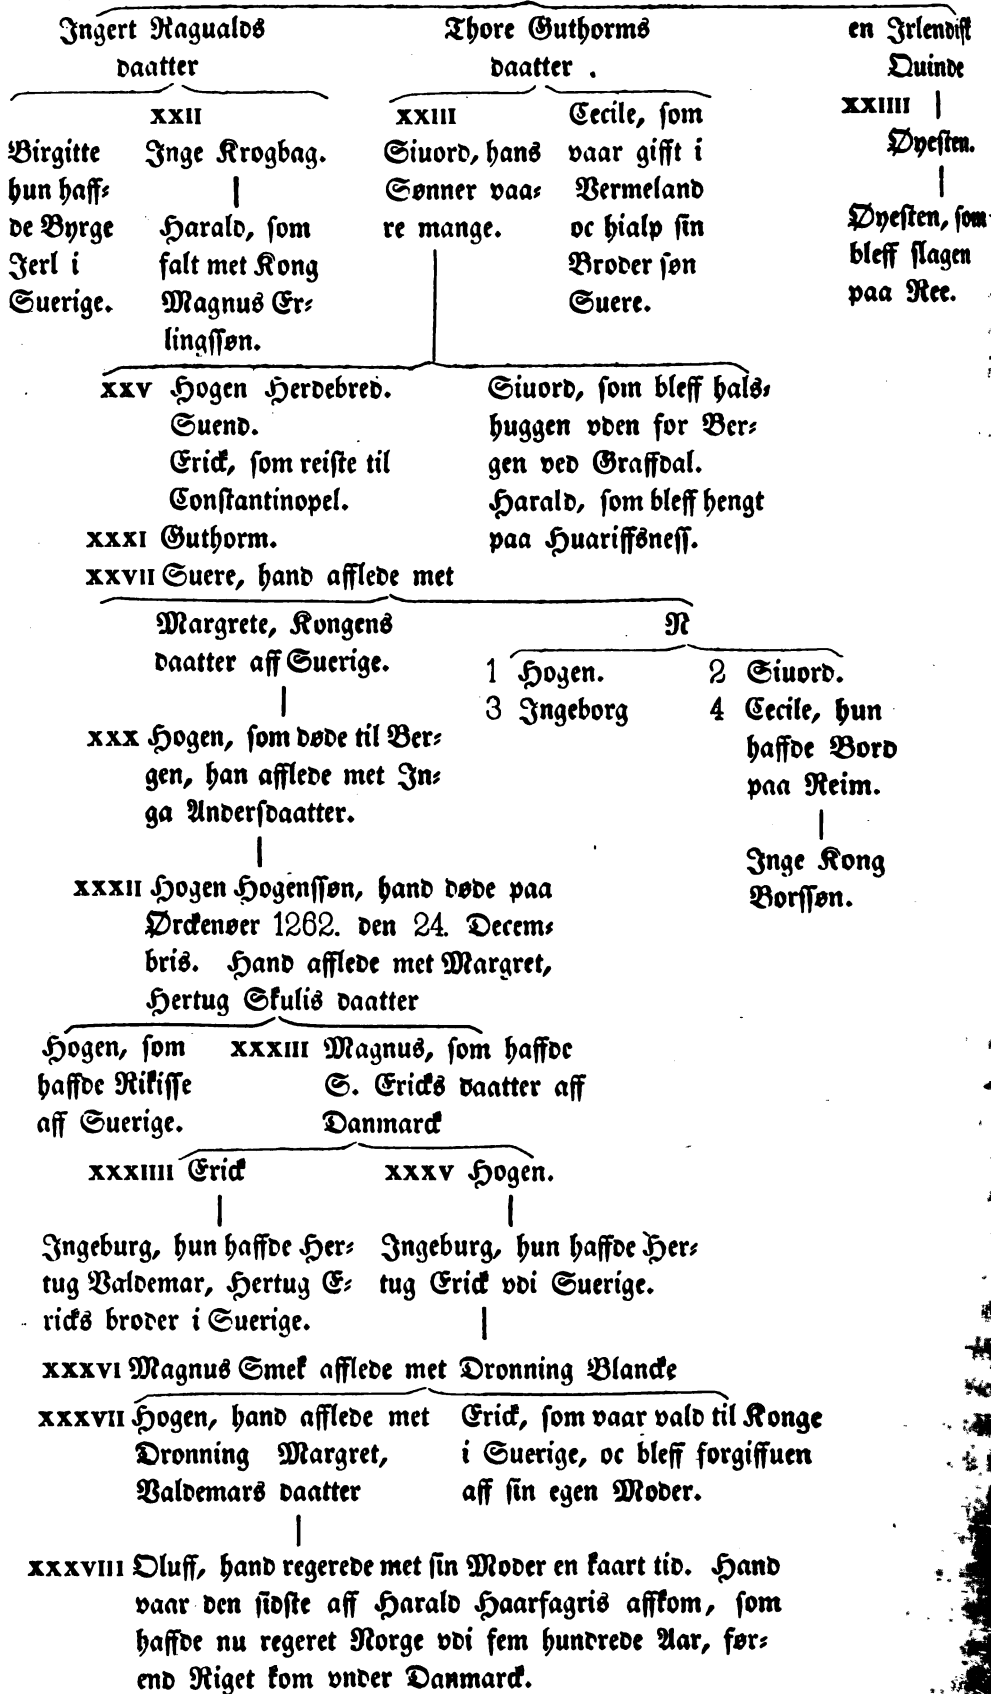 Ingert Ragualds
daatter
Thore Guthorms
daatter .
en Irlendisk
Quinde
Birgitte
hun haff⸗
de Byrge
Jerl i
Suerige.
XXII
Inge Krogbag.
Harald, som
falt met Kong
Magnus Er⸗
lingssøn.
XXIII
Siuord, hans
Sønner vaa⸗
re mange.
Cecile, som
vaar gifft i
Vermeland
oc hialp sin
Broder søn
Suere.
XXIIII
Øyesten.
Øyesten, som
bleff slagen
paa Ree.
XXV Hogen Herdebred.
Suend.
Erick, som reiste til
Constantinopel.
XXXI Guthorm.
XXVII Suere, hand afflede met
Siuord, som bleff hals⸗
huggen vden for Ber⸗
gen ved Graffdal.
Harald, som bleff hengt
paa Huariffsness.
Margrete, Kongens
daatter aff Suerige.
N
1 Hogen.
2 Siuord.
3 Ingeborg
4 Cecile, hun
haffde Bord
paa Reim.
Inge Kong
Borssøn.
XXX Hogen, som døde til Ber⸗
gen, han afflede met In⸗
ga Andersdaatter.
XXXII Hogen Hogenssøn, hand døde paa
Ørckenøer 1262. den 24. Decem⸗
bris. Hand afflede met Margret,
Hertug Skulis daatter
Hogen, som
haffde Rikisse
aff Suerige.
XXXIII Magnus, som haffde
S. Ericks daatter aff
Danmarck
XXXIIII Erick
XXXV Hogen.
Ingeburg, hun haffde Her⸗
tug Valdemar, Hertug E⸗
ricks broder i Suerige.
Ingeburg, hun haffde Her⸗
tug Erick vdi Suerige.
XXXVI Magnus Smek afflede met Dronning Blancke
XXXVII Hogen, hand afflede met
Dronning Margret,
Valdemars daatter
Erick, som vaar vald til Konge
i Suerige, oc bleff forgiffuen
aff sin egen Moder.
XXXVIII Oluff, hand regerede met sin Moder en kaart tid. Hand
vaar den sidste aff Harald Haarfagris affkom, som
haffde nu regeret Norge vdi fem hundrede Aar, før⸗
end Riget kom vnder Danmarck.